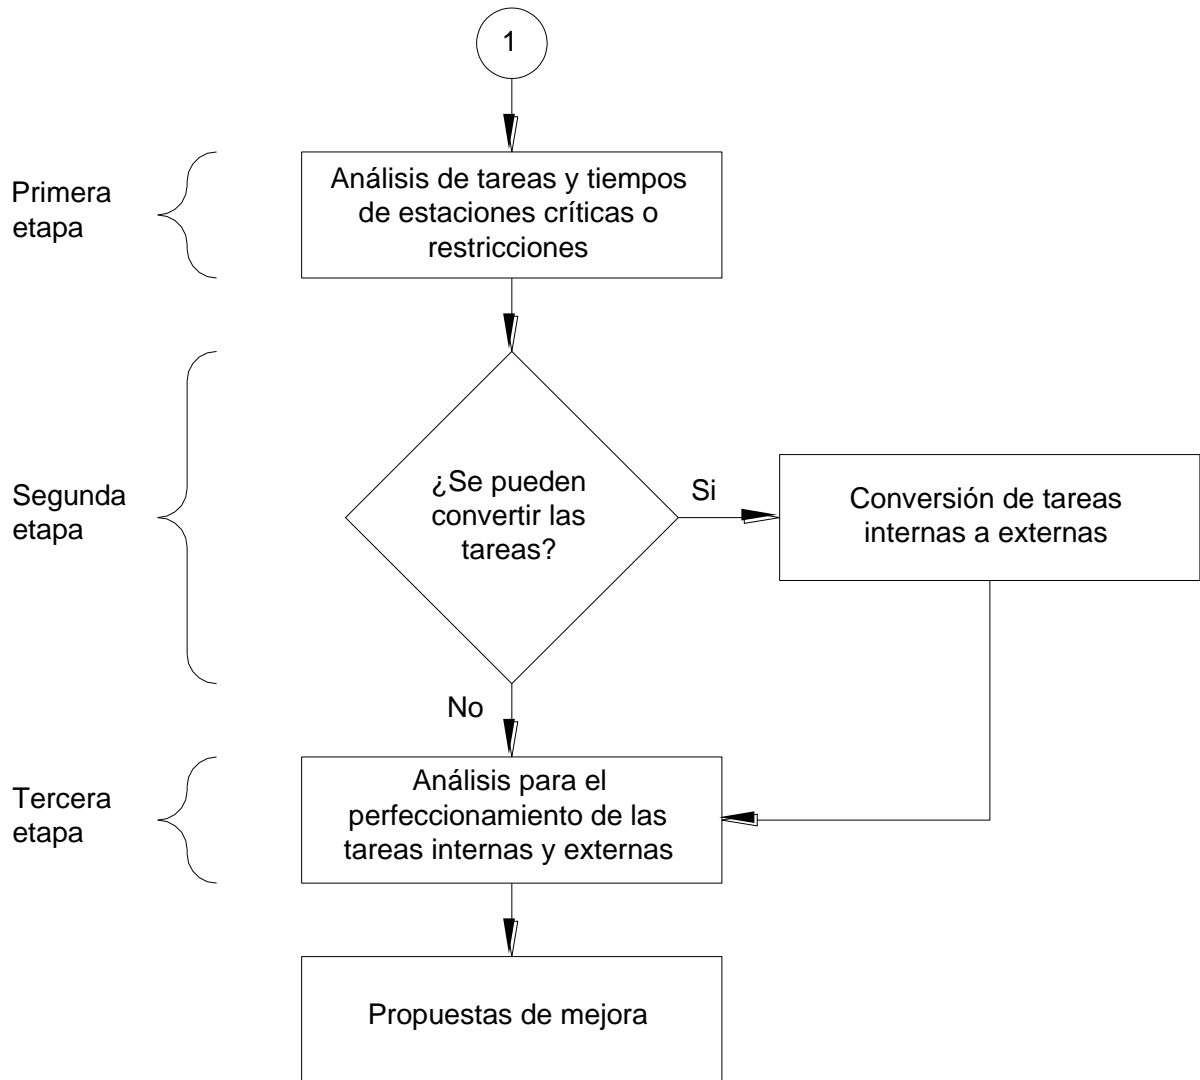 1
Primera
etapa
Análisis de tareas y tiempos
de estaciones críticas o
restricciones
Segunda
etapa
¿Se pueden
convertir las
tareas?
Si
Conversión de tareas
internas a externas
No
Tercera
etapa
Análisis para el
perfeccionamiento de las
tareas internas y externas
Propuestas de mejora